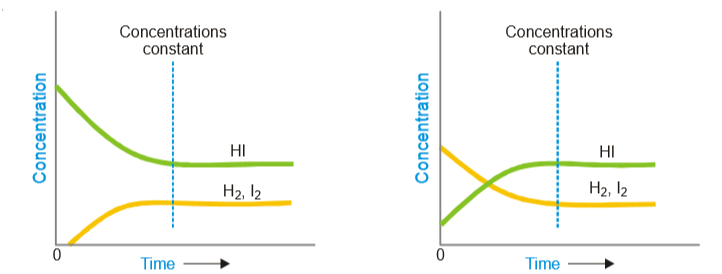 Concentrations
constant
Concentration
HI
H₂, I₂
0
Time
Concentrations
constant
Concentration
HI
H₂, I₂
0
Time